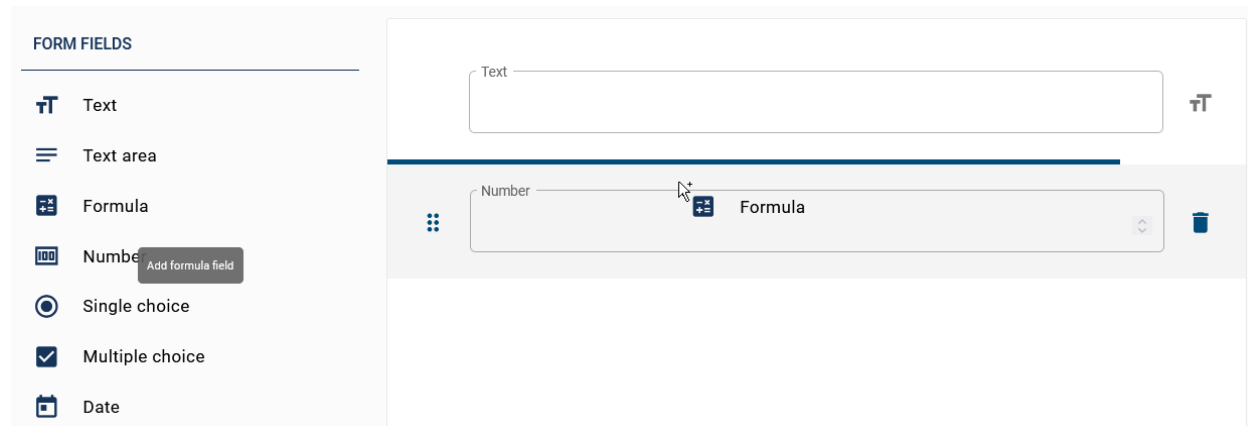 FORM FIELDS
Text
Text area
Formula
Number
Add formula field
Single choice
Multiple choice
Date
Text
Number
Formula